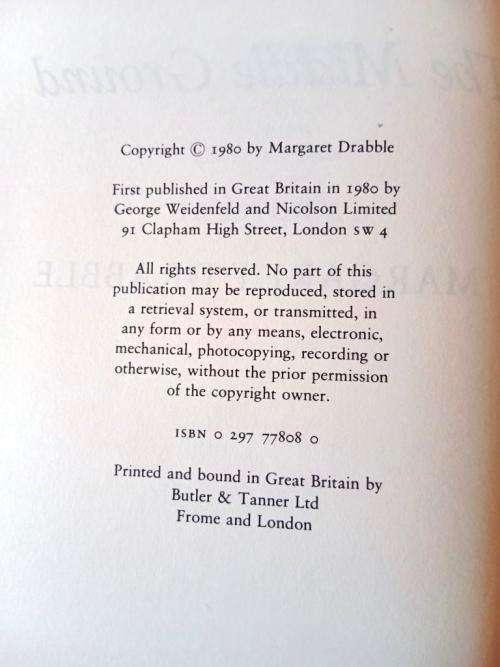 The Middle Ground
Copyright © 1980 by Margaret Drabble
First published in Great Britain in 1980 by
George Weidenfeld and Nicolson Limited
91 Clapham High Street, London SW 4
All rights reserved. No part of this
publication may be reproduced, stored in
a retrieval system, or transmitted, in
any form or by any means, electronic,
mechanical, photocopying, recording or
otherwise, without the prior permission
of the copyright owner.
ISBN 0 297 77808 0
Printed and bound in Great Britain by
Butler & Tanner Ltd
Frome and London